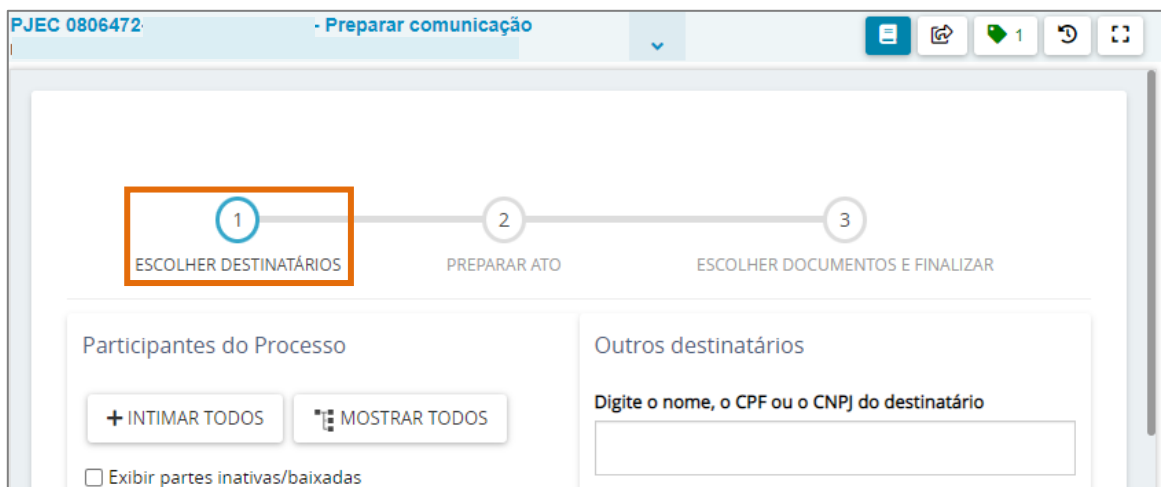 PJEC 0806472- - Preparar comunicação
1
1
2
3
ESCOLHER DESTINATÁRIOS
PREPARAR ATO
ESCOLHER DOCUMENTOS E FINALIZAR
Participantes do Processo
Outros destinatários
+ INTIMAR TODOS
MOSTRAR TODOS
Digite o nome, o CPF ou o CNPJ do destinatário
Exibir partes inativas/baixadas